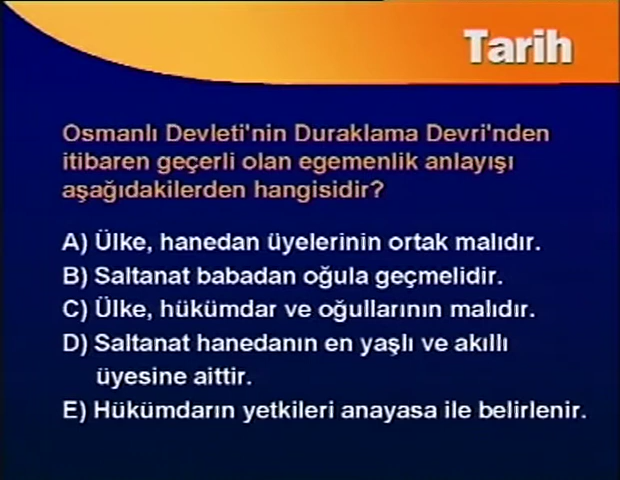 Tarih
Osmanlı Devleti'nin Duraklama Devri'nden
itibaren geçerli olan egemenlik anlayışı
aşağıdakilerden hangisidir?
A) Ülke, hanedan üyelerinin ortak malıdır.
B) Saltanat babadan oğula geçmelidir.
C) Ülke, hükümdar ve oğullarının malıdır.
D) Saltanat hanedanın en yaşlı ve akıllı
üyesine aittir.
E) Hükümdarın yetkileri anayasa ile belirlenir.